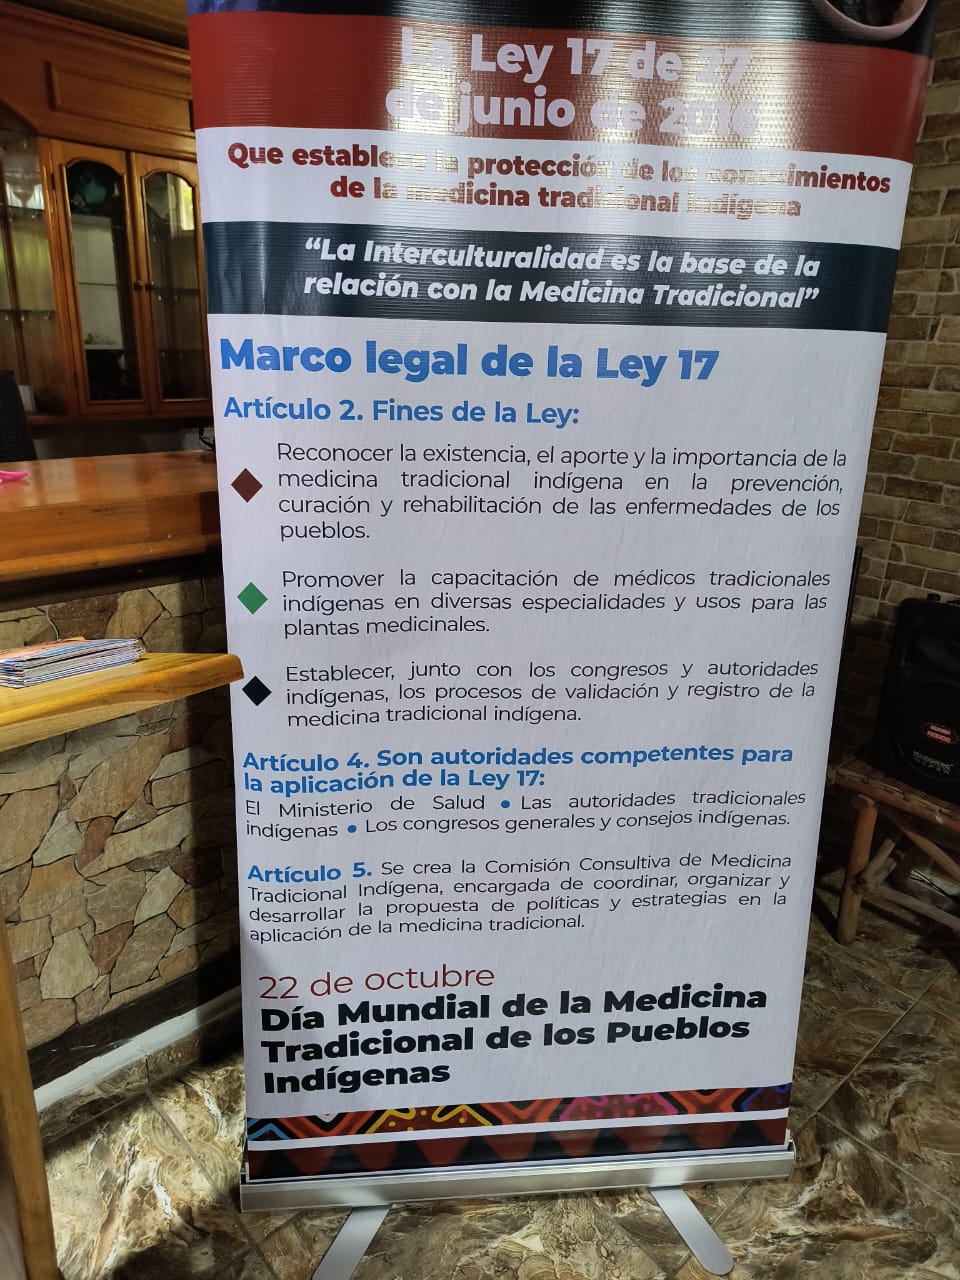 La Ley 17 de 27
de junio de 2016
Que establece la protección de los conocimientos
de la medicina tradicional indígena
“La Interculturalidad es la base de la
relación con la Medicina Tradicional”
Marco legal de la Ley 17
Artículo 2. Fines de la Ley:
Reconocer la existencia, el aporte y la importancia de la
medicina tradicional indígena en la prevención,
curación y rehabilitación de las enfermedades de los
pueblos.
Promover la capacitación de médicos tradicionales
indígenas en diversas especialidades y usos para las
plantas medicinales.
Establecer, junto con los congresos y autoridades
indígenas, los procesos de validación y registro de la
medicina tradicional indígena.
Artículo 4. Son autoridades competentes para
la aplicación de la Ley 17:
El Ministerio de Salud • Las autoridades tradicionales
indígenas • Los congresos generales y consejos indígenas.
Artículo 5. Se crea la Comisión Consultiva de Medicina
Tradicional Indígena, encargada de coordinar, organizar y
desarrollar la propuesta de políticas y estrategias en la
aplicación de la medicina tradicional.
22 de octubre
Día Mundial de la Medicina
Tradicional de los Pueblos
Indígenas